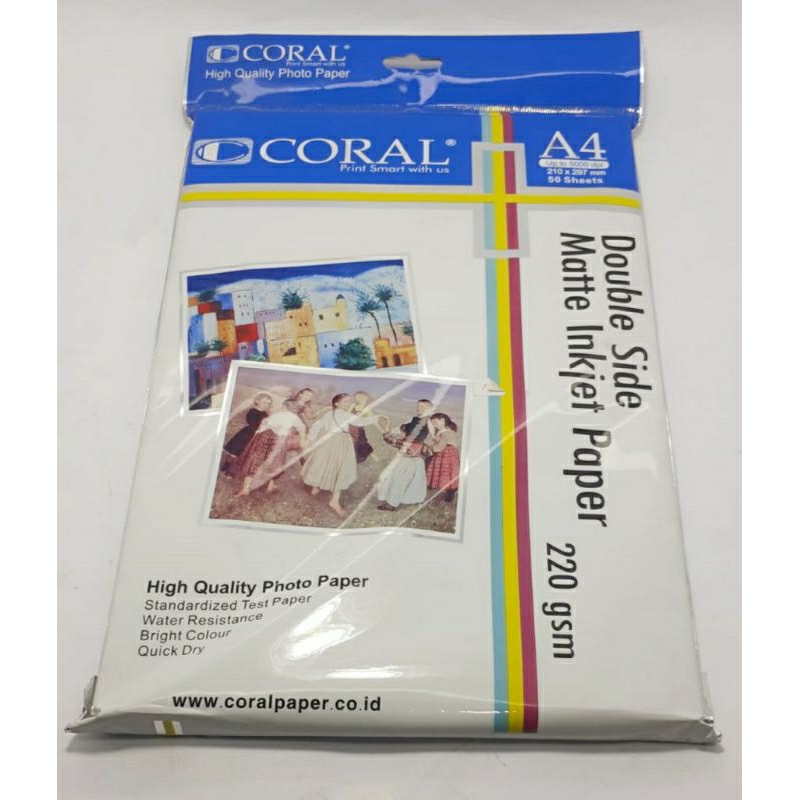 CORAL®
Print Smart with us
High Quality Photo Paper
CORAL®
Print Smart with us
A4
Up to 5000 dpi
210 x 297 mm
50 Sheets
Double Side
Matte Inkjet Paper 220 gsm
High Quality Photo Paper
Standardized Test Paper
Water Resistance
Bright Colour
Quick Dry
www.coralpaper.co.id